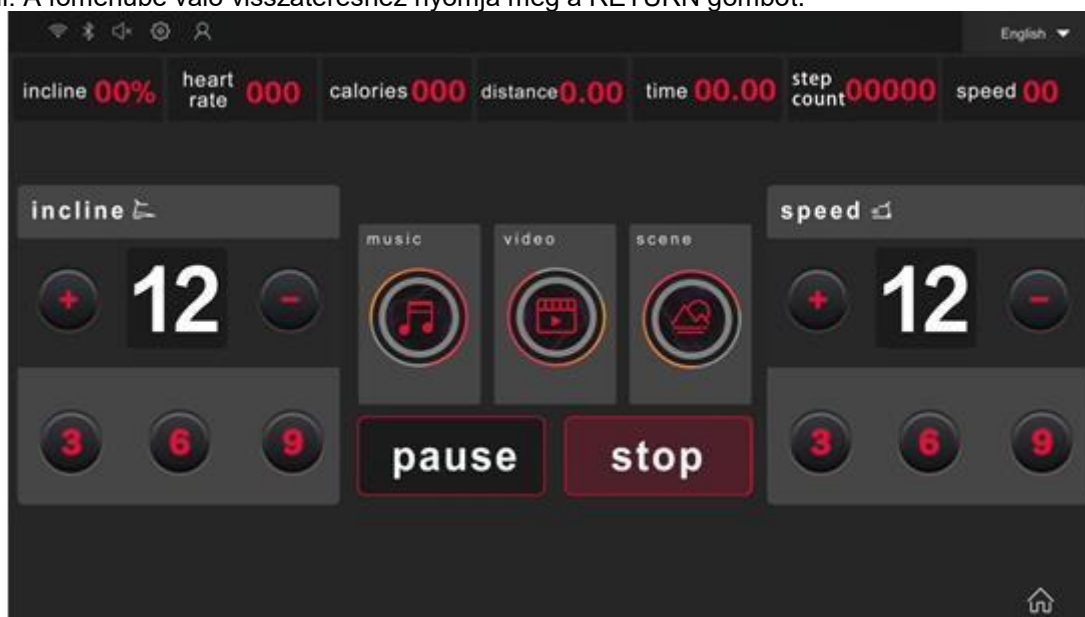 A főmenübe való visszatéréshez nyomja meg a RETURN gombot.
English
incline 00% heart rate 000 calories 000 distance 0.00 time 00.00 step count 00000 speed 00
incline
speed
music video scene
+ 12 −
+ 12 −
3 6 9
3 6 9
pause stop